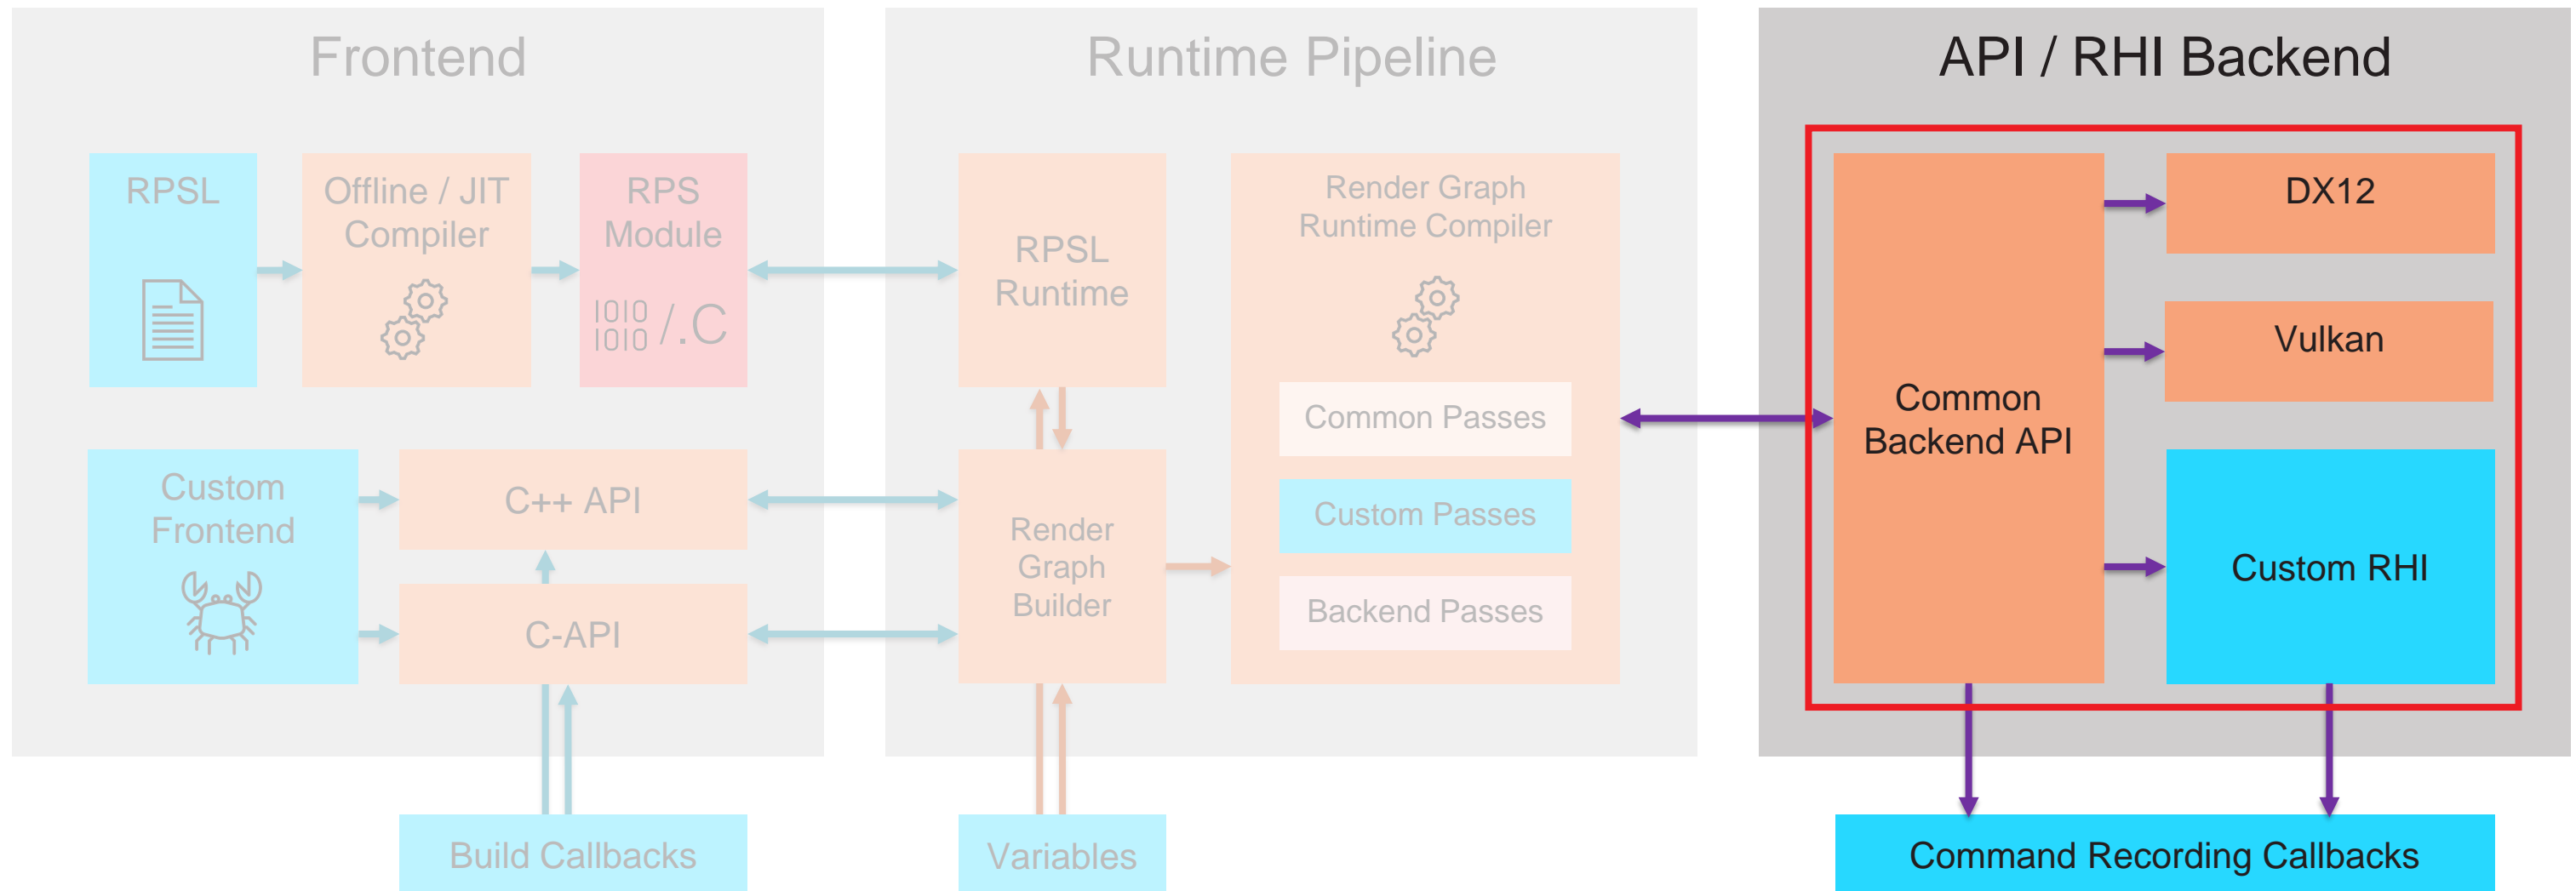 Frontend
RPSL
Offline / JIT
Compiler
RPS
Module
1010
1010
/.C
Custom
Frontend
C++ API
C-API
Build Callbacks
Runtime Pipeline
RPSL
Runtime
Render
Graph
Builder
Render Graph
Runtime Compiler
Common Passes
Custom Passes
Backend Passes
Variables
API / RHI Backend
Common
Backend API
DX12
Vulkan
Custom RHI
Command Recording Callbacks